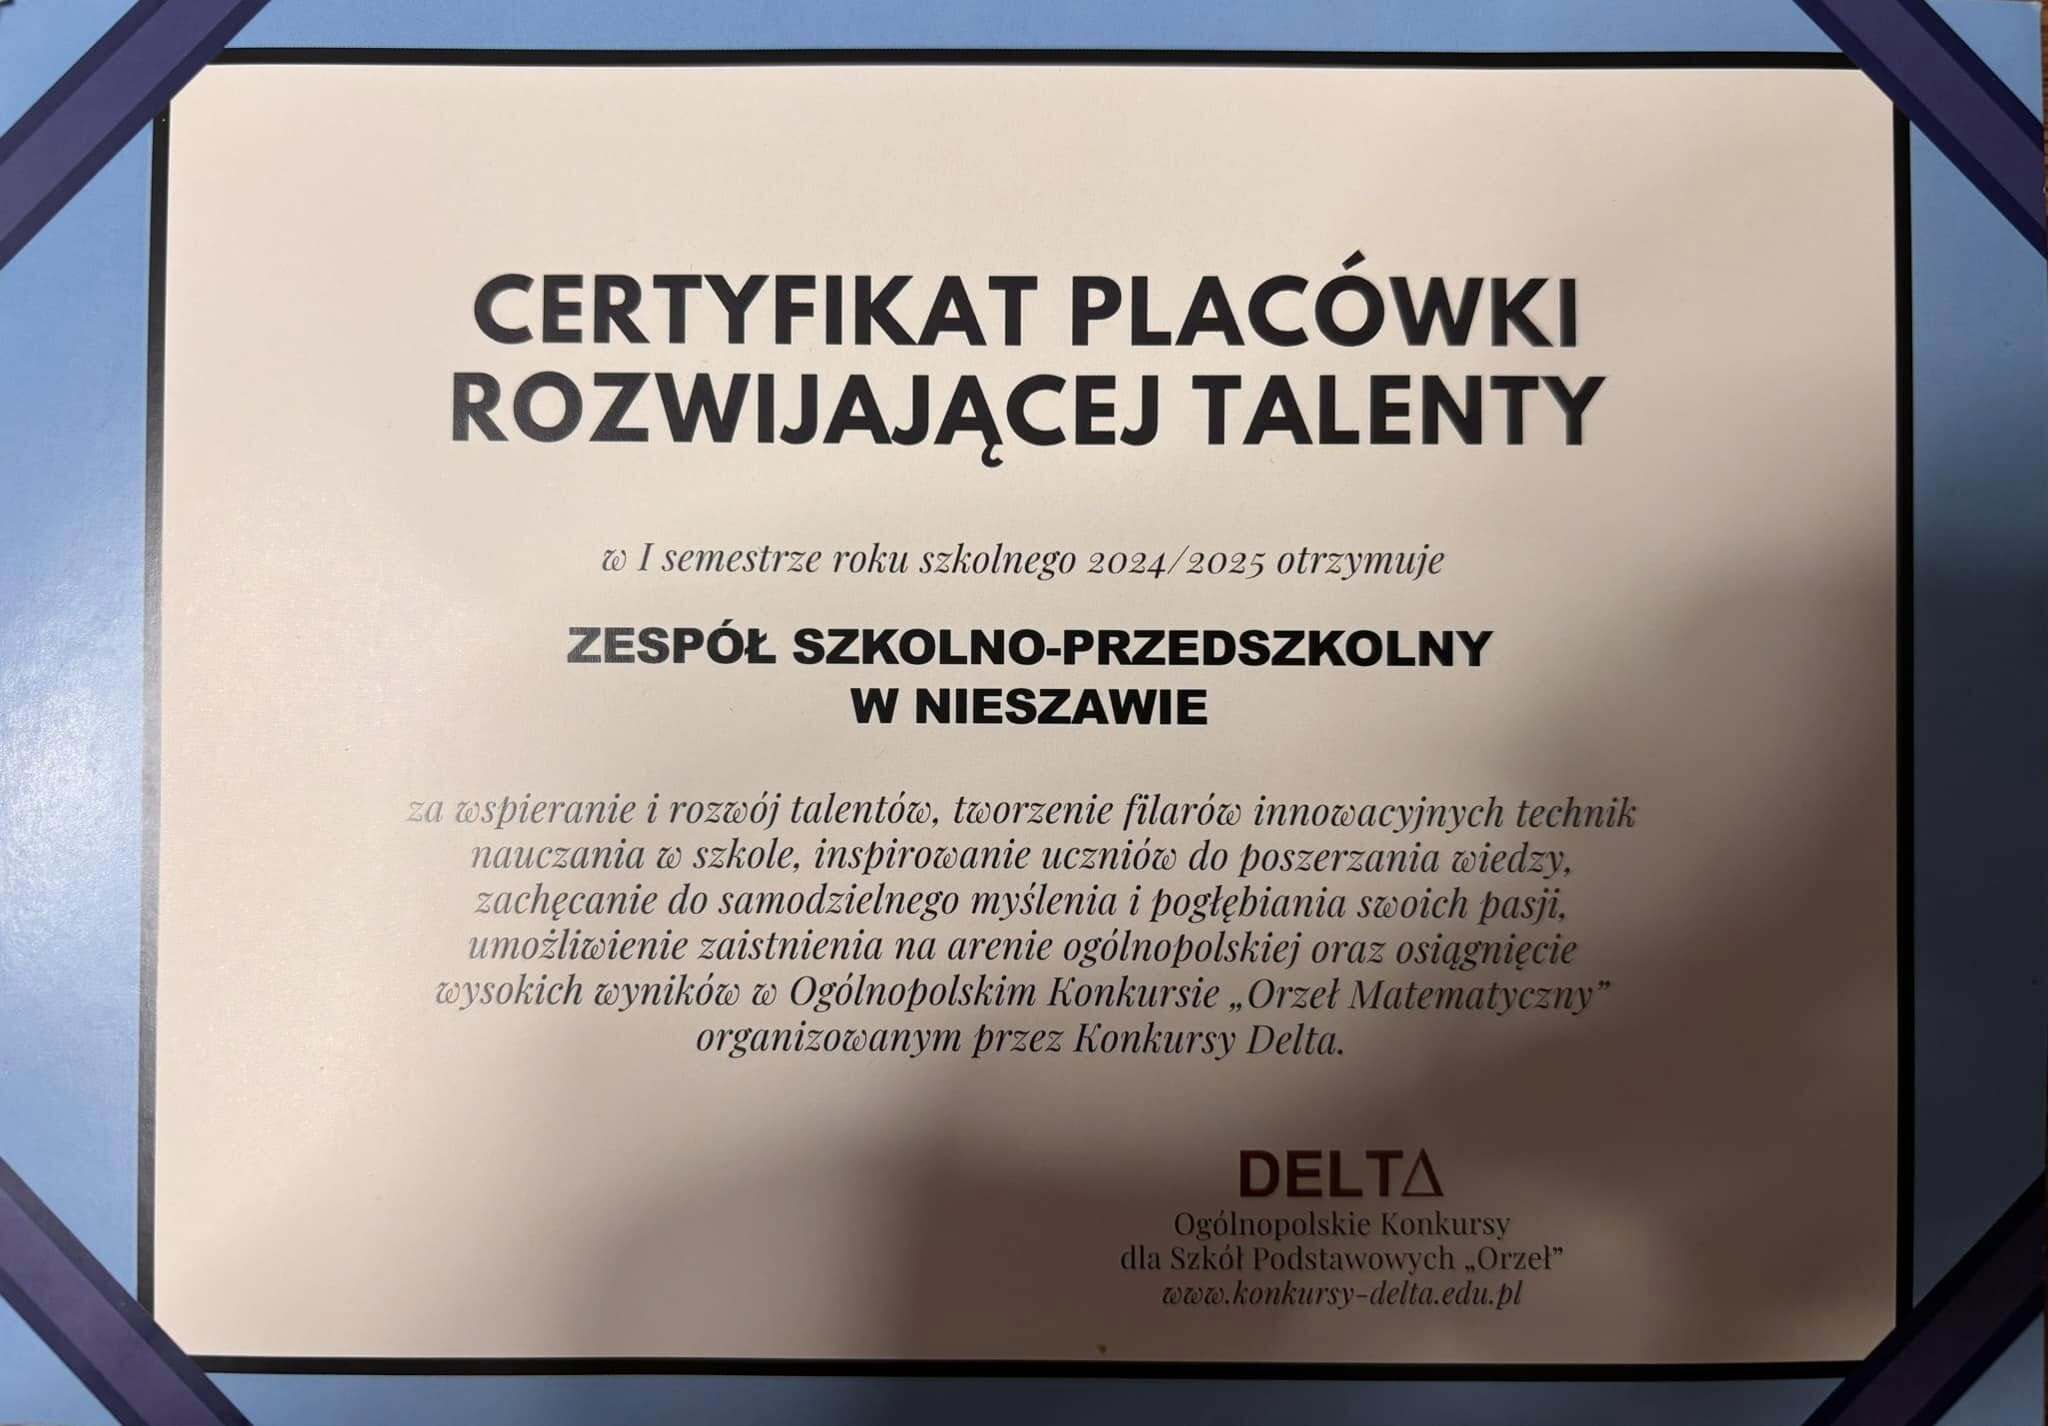 CERTYFIKAT PLACÓWKI
ROZWIJAJĄCEJ TALENTY
w I semestrze roku szkolnego 2024/2025 otrzymuje
ZESPÓŁ SZKOLNO-PRZEDSZKOLNY
W NIESZAWIE
za wspieranie i rozwój talentów, tworzenie filarów innowacyjnych technik
nauczania w szkole, inspirowanie uczniów do poszerzania wiedzy,
zachęcanie do samodzielnego myślenia i pogłębiania swoich pasji,
umożliwienie zaistnienia na arenie ogólnopolskiej oraz osiągnięcie
wysokich wyników w Ogólnopolskim Konkursie „Orzeł Matematyczny”
organizowanym przez Konkursy Delta.
DELTΔ
Ogólnopolskie Konkursy
dla Szkół Podstawowych „Orzeł”
www.konkursy-delta.edu.pl